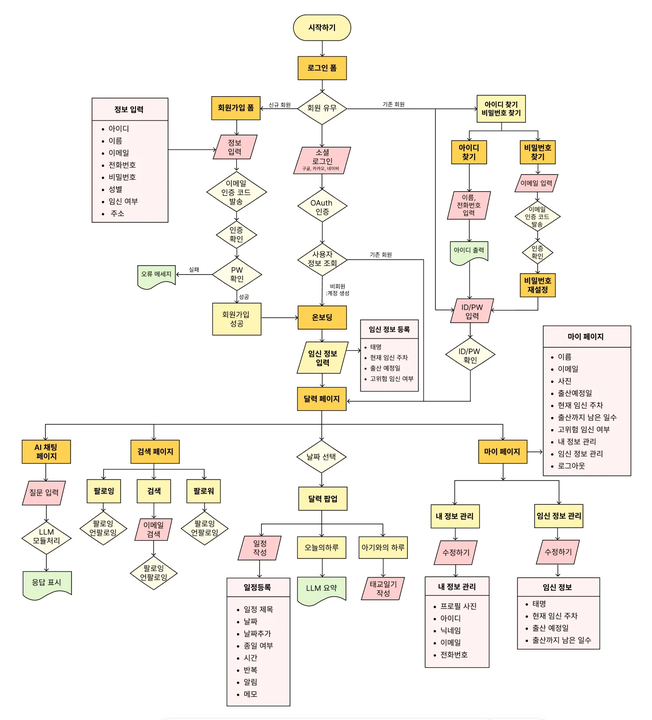 시작하기
로그인 폼
회원 유무
신규 회원
기존 회원
회원가입 폼
정보 입력
• 아이디
• 이름
• 이메일
• 전화번호
• 비밀번호
• 성별
• 임신 여부
• 주소
정보
입력
이메일
인증 코드
발송
인증
확인
PW
확인
실패
오류 메세지
성공
회원가입
성공
소셜
로그인
구글, 카카오, 네이버
OAuth
인증
사용자
정보 조회
기존 회원
비회원
:계정 생성
온보딩
임신 정보
입력
임신 정보 등록
• 태명
• 현재 임신 주차
• 출산 예정일
• 고위험 임신 여부
달력 페이지
아이디 찾기
비밀번호 찾기
아이디
찾기
이름,
전화번호
입력
아이디 출력
비밀번호
찾기
이메일 입력
이메일
인증 코드
발송
인증
확인
비밀번호
재설정
ID/PW
입력
ID/PW
확인
마이 페이지
• 이름
• 이메일
• 사진
• 출산예정일
• 현재 임신 주차
• 출산까지 남은 일수
• 고위험 임신 여부
• 내 정보 관리
• 임신 정보 관리
• 로그아웃
AI 채팅
페이지
질문 입력
LLM
모듈처리
응답 표시
검색 페이지
팔로잉
검색
팔로워
팔로잉
언팔로잉
이메일
검색
팔로잉
언팔로잉
팔로잉
언팔로잉
날짜 선택
달력 팝업
일정
작성
오늘의하루
아기와의 하루
LLM 요약
태교일기
작성
일정등록
• 일정 제목
• 날짜
• 날짜추가
• 종일 여부
• 시간
• 반복
• 알림
• 메모
마이 페이지
내 정보 관리
임신 정보 관리
수정하기
수정하기
내 정보 관리
• 프로필 사진
• 아이디
• 닉네임
• 이메일
• 전화번호
임신 정보
• 태명
• 현재 임신 주차
• 출산 예정일
• 출산까지 남은 일수